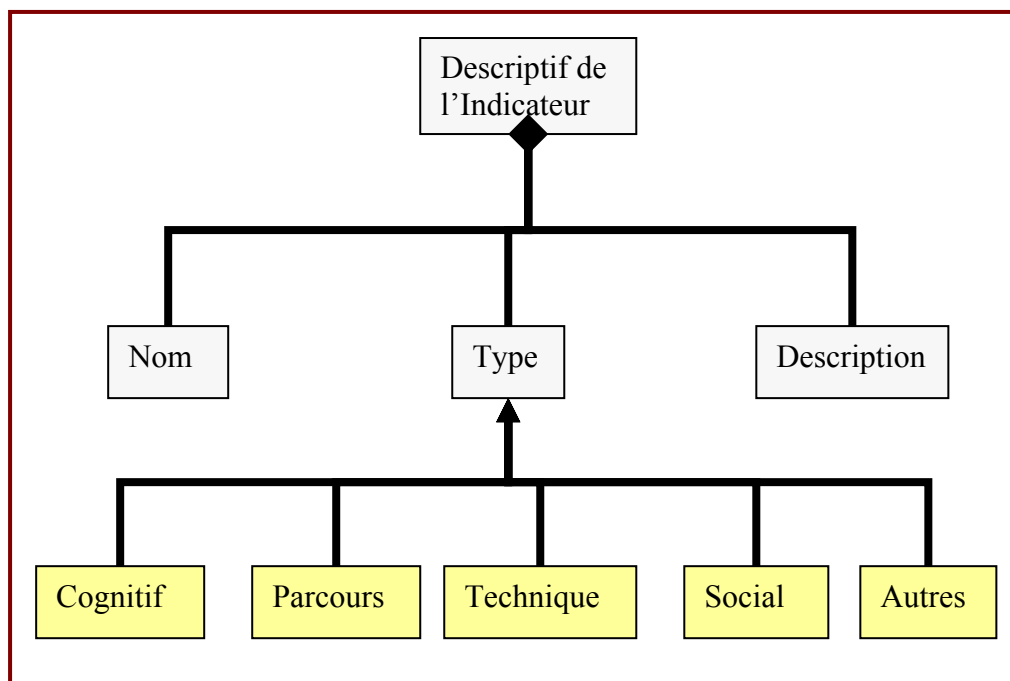 Descriptif de
l’Indicateur
Nom
Type
Description
Cognitif
Parcours
Technique
Social
Autres